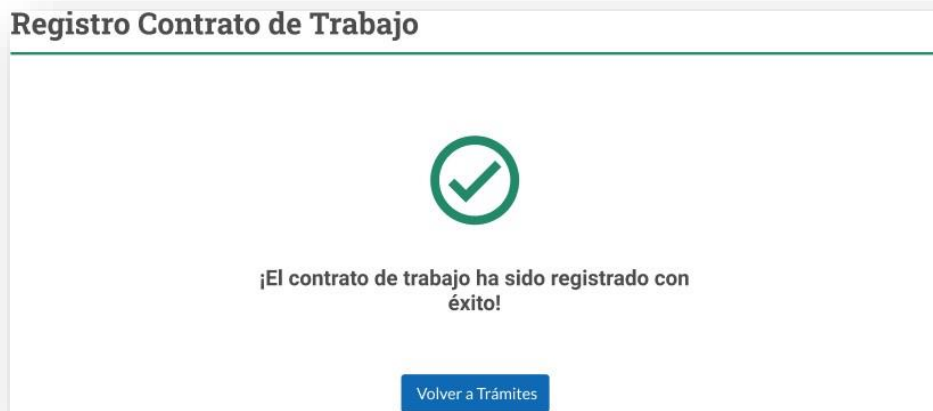 Registro Contrato de Trabajo
¡El contrato de trabajo ha sido registrado con
éxito!
Volver a Trámites